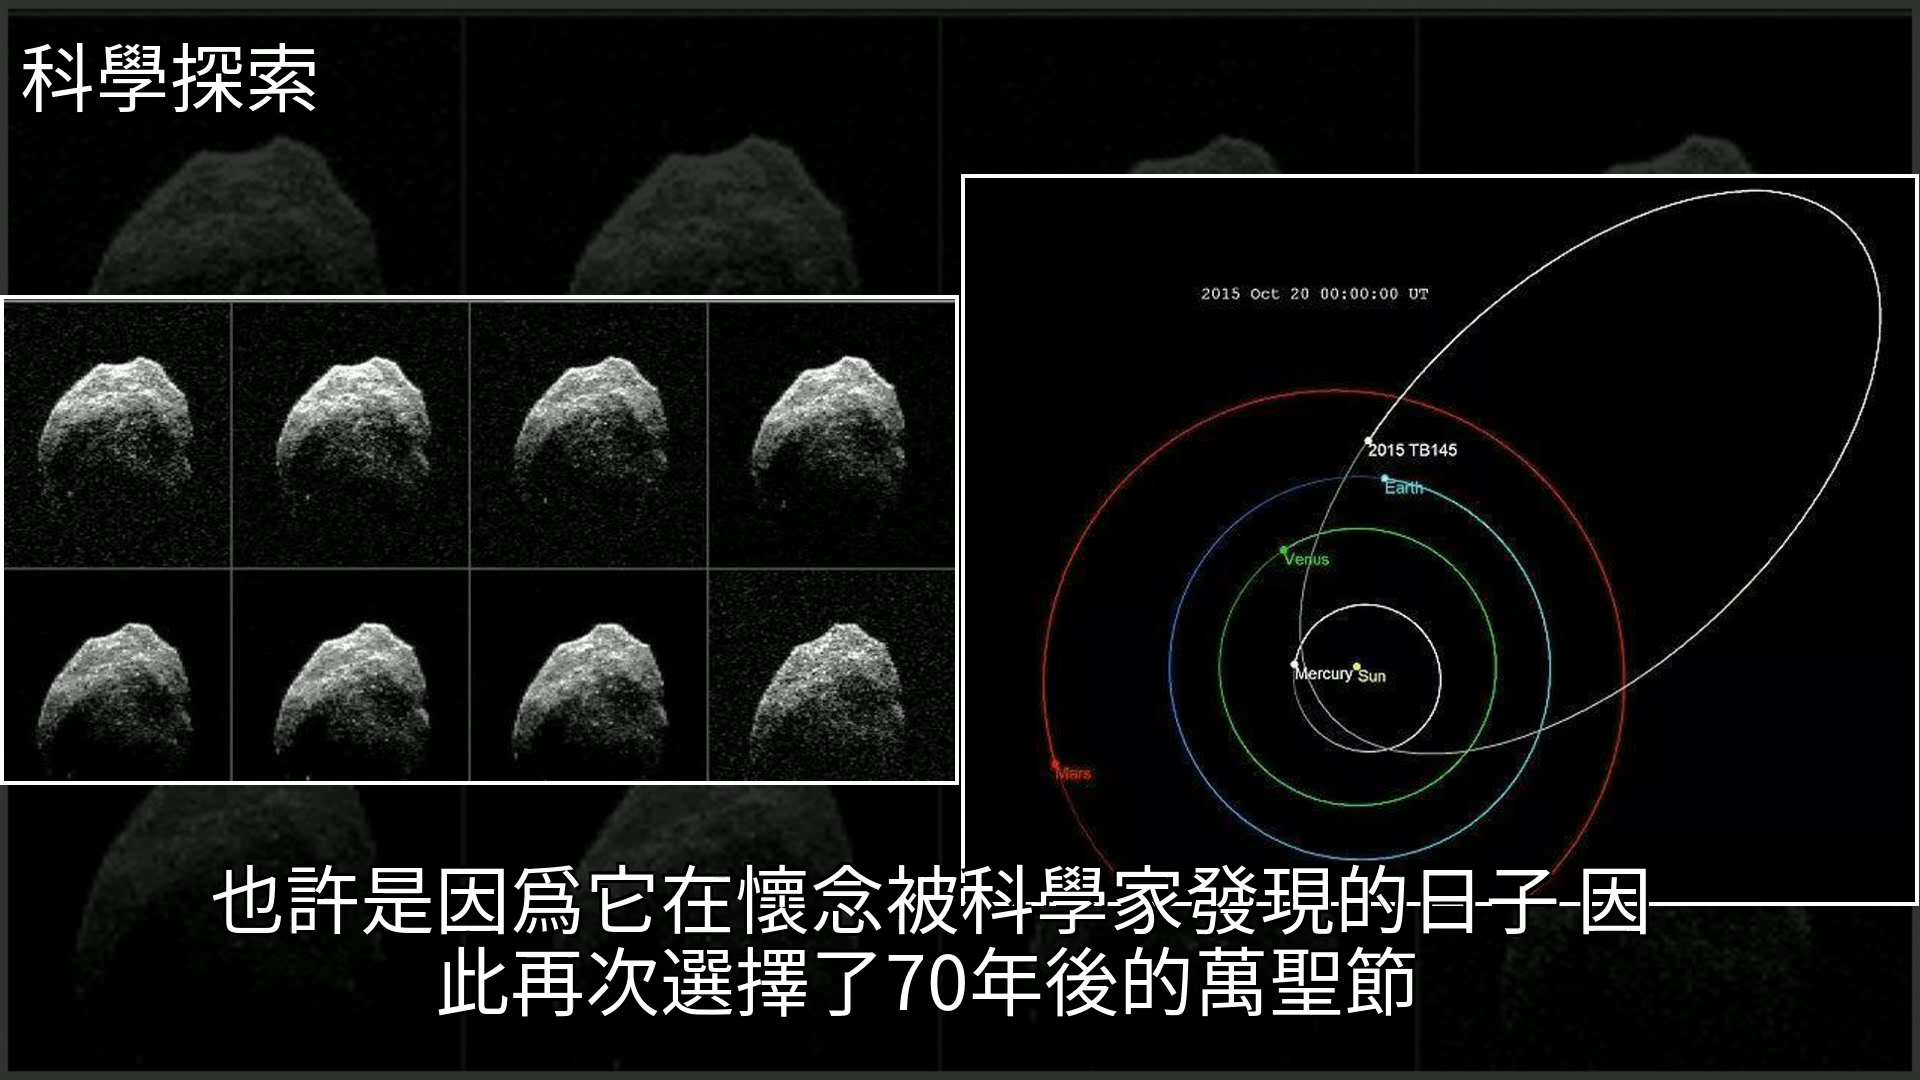 科學探索
2015 Oct 20 00:00:00 UT
2015 TB145
Earth
Venus
Mercury
Sun
Mars
也許是因爲它在懷念被科學家發現的日子 因
此再次選擇了70年後的萬聖節